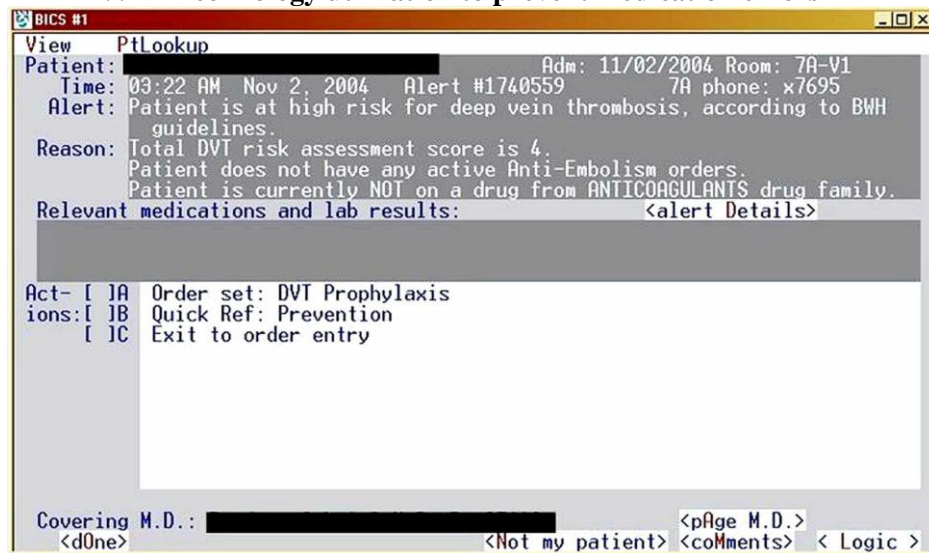 BICS #1
View PtLookup
Patient: Adm: 11/02/2004 Room: 7A-V1
Time: 03:22 AM Nov 2, 2004 Alert #1740559 7A phone: x7695
Alert: Patient is at high risk for deep vein thrombosis, according to BWH
guidelines.
Reason: Total DVT risk assessment score is 4.
Patient does not have any active Anti-Embolism orders.
Patient is currently NOT on a drug from ANTICOAGULANTS drug family.
Relevant medications and lab results: <alert Details>
Act- [ ]A Order set: DVT Prophylaxis
ions:[ ]B Quick Ref: Prevention
[ ]C Exit to order entry
Covering M.D.: <pAge M.D.>
<dOne> <Not my patient> <coMments> < Logic >